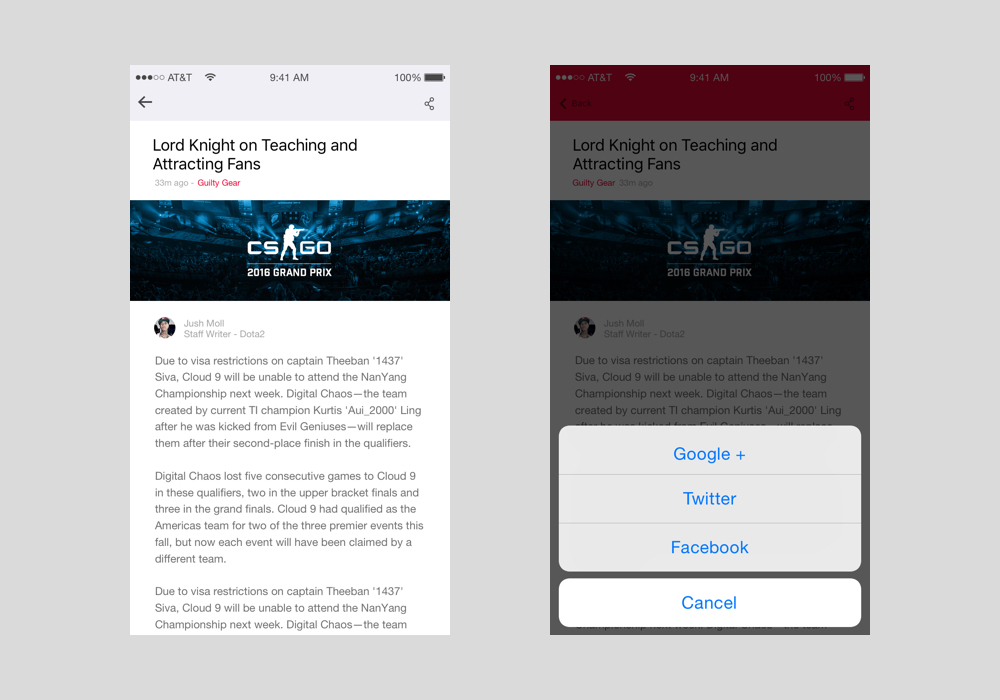 ●●●○○ AT&T 9:41 AM 100%
Lord Knight on Teaching and
Attracting Fans
33m ago - Guilty Gear
CS GO
2016 GRAND PRIX
Jush Moll
Staff Writer - Dota2
Due to visa restrictions on captain Theeban '1437'
Siva, Cloud 9 will be unable to attend the NanYang
Championship next week. Digital Chaos—the team
created by current TI champion Kurtis 'Aui_2000' Ling
after he was kicked from Evil Geniuses—will replace
them after their second-place finish in the qualifiers.
Digital Chaos lost five consecutive games to Cloud 9
in these qualifiers, two in the upper bracket finals and
three in the grand finals. Cloud 9 had qualified as the
Americas team for two of the three premier events this
fall, but now each event will have been claimed by a
different team.
Due to visa restrictions on captain Theeban '1437'
Siva, Cloud 9 will be unable to attend the NanYang
Championship next week. Digital Chaos—the team
●●●○○ AT&T 9:41 AM 100%
Back
Lord Knight on Teaching and
Attracting Fans
Guilty Gear 33m ago
CS GO
2016 GRAND PRIX
Jush Moll
Staff Writer - Dota2
Due to visa restrictions on captain Theeban '1437'
Siva, Cloud 9 will be unable to attend the NanYang
Championship next week. Digital Chaos—the team
created by current TI champion Kurtis 'Aui_2000' Ling
after he was kicked from Evil Geniuses—will replace
Google +
Twitter
Facebook
Cancel